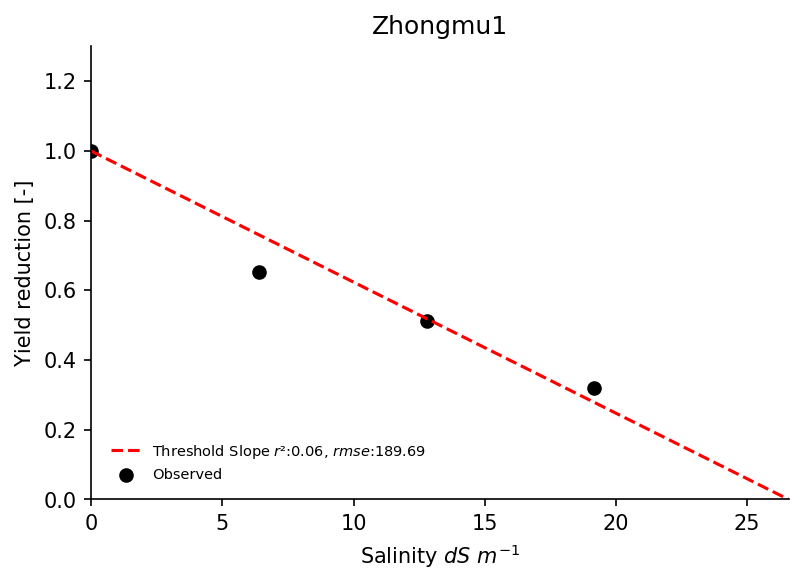 Zhongmu1
Yield reduction [-]
1.2
1.0
0.8
0.6
0.4
0.2
0.0
Threshold Slope r²:0.06, rmse:189.69
Observed
0 5 10 15 20 25
Salinity dS m⁻¹